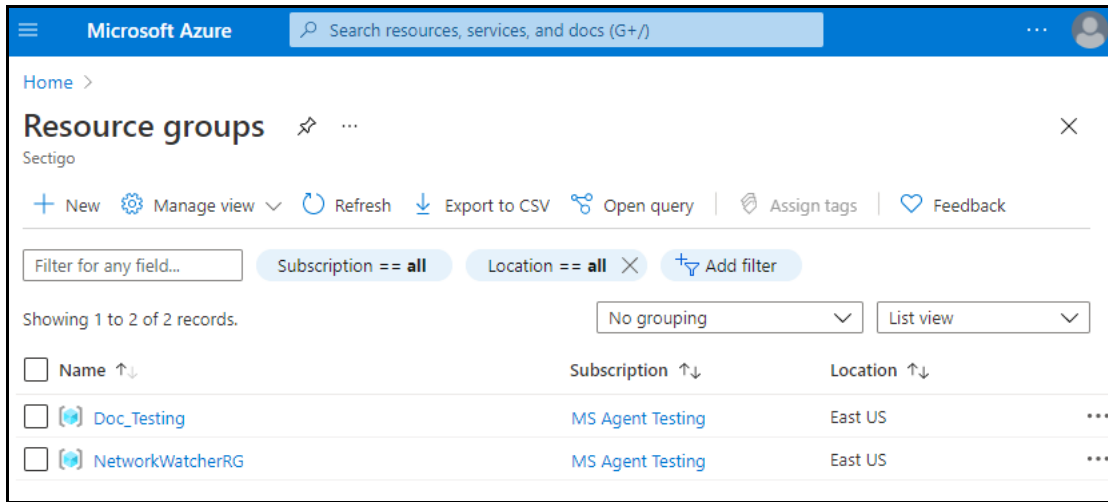 Microsoft Azure Search resources, services, and docs (G+/) ...
Home >
Resource groups ...
Sectigo
New Manage view Refresh Export to CSV Open query Assign tags Feedback
Filter for any field... Subscription == all Location == all Add filter
Showing 1 to 2 of 2 records. No grouping List view
Name Subscription Location
Doc_Testing MS Agent Testing East US ...
NetworkWatcherRG MS Agent Testing East US ...